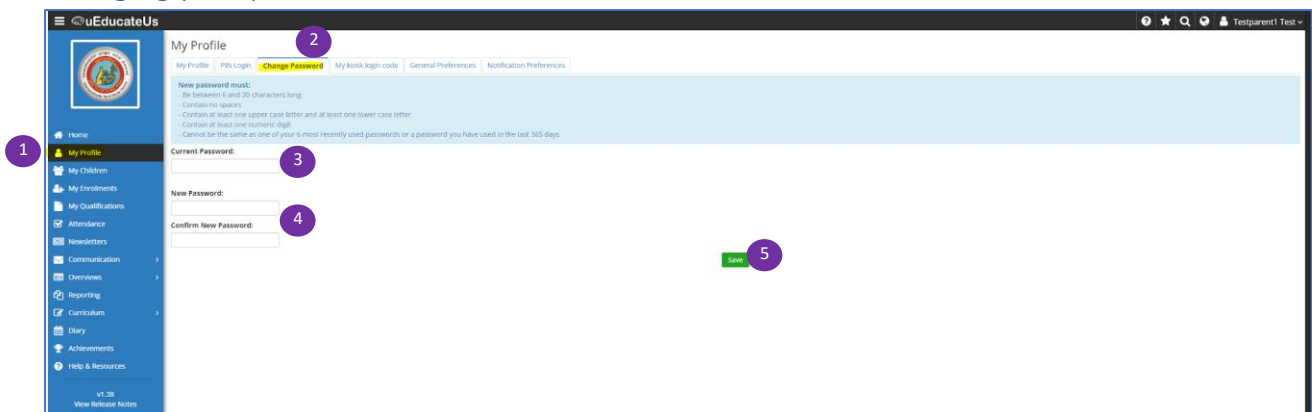 uEducateUs
Testparent1 Test
My Profile
2
My Profile PIN Login Change Password My kiosk login code General Preferences Notification Preferences
New password must:
- Be between 6 and 20 characters long
- Contain no spaces
- Contain at least one upper case letter and at least one lower case letter
- Contain at least one numeric digit
- Cannot be the same as one of your 6 most recently used passwords or a password you have used in the last 365 days
Home
1
My Profile
My Children
My Enrolments
My Qualifications
Attendance
Newsletters
Communication
Overviews
Reporting
Curriculum
Diary
Achievements
Help & Resources
v1.38
View Release Notes
Current Password:
3
New Password:
4
Confirm New Password:
Save
5